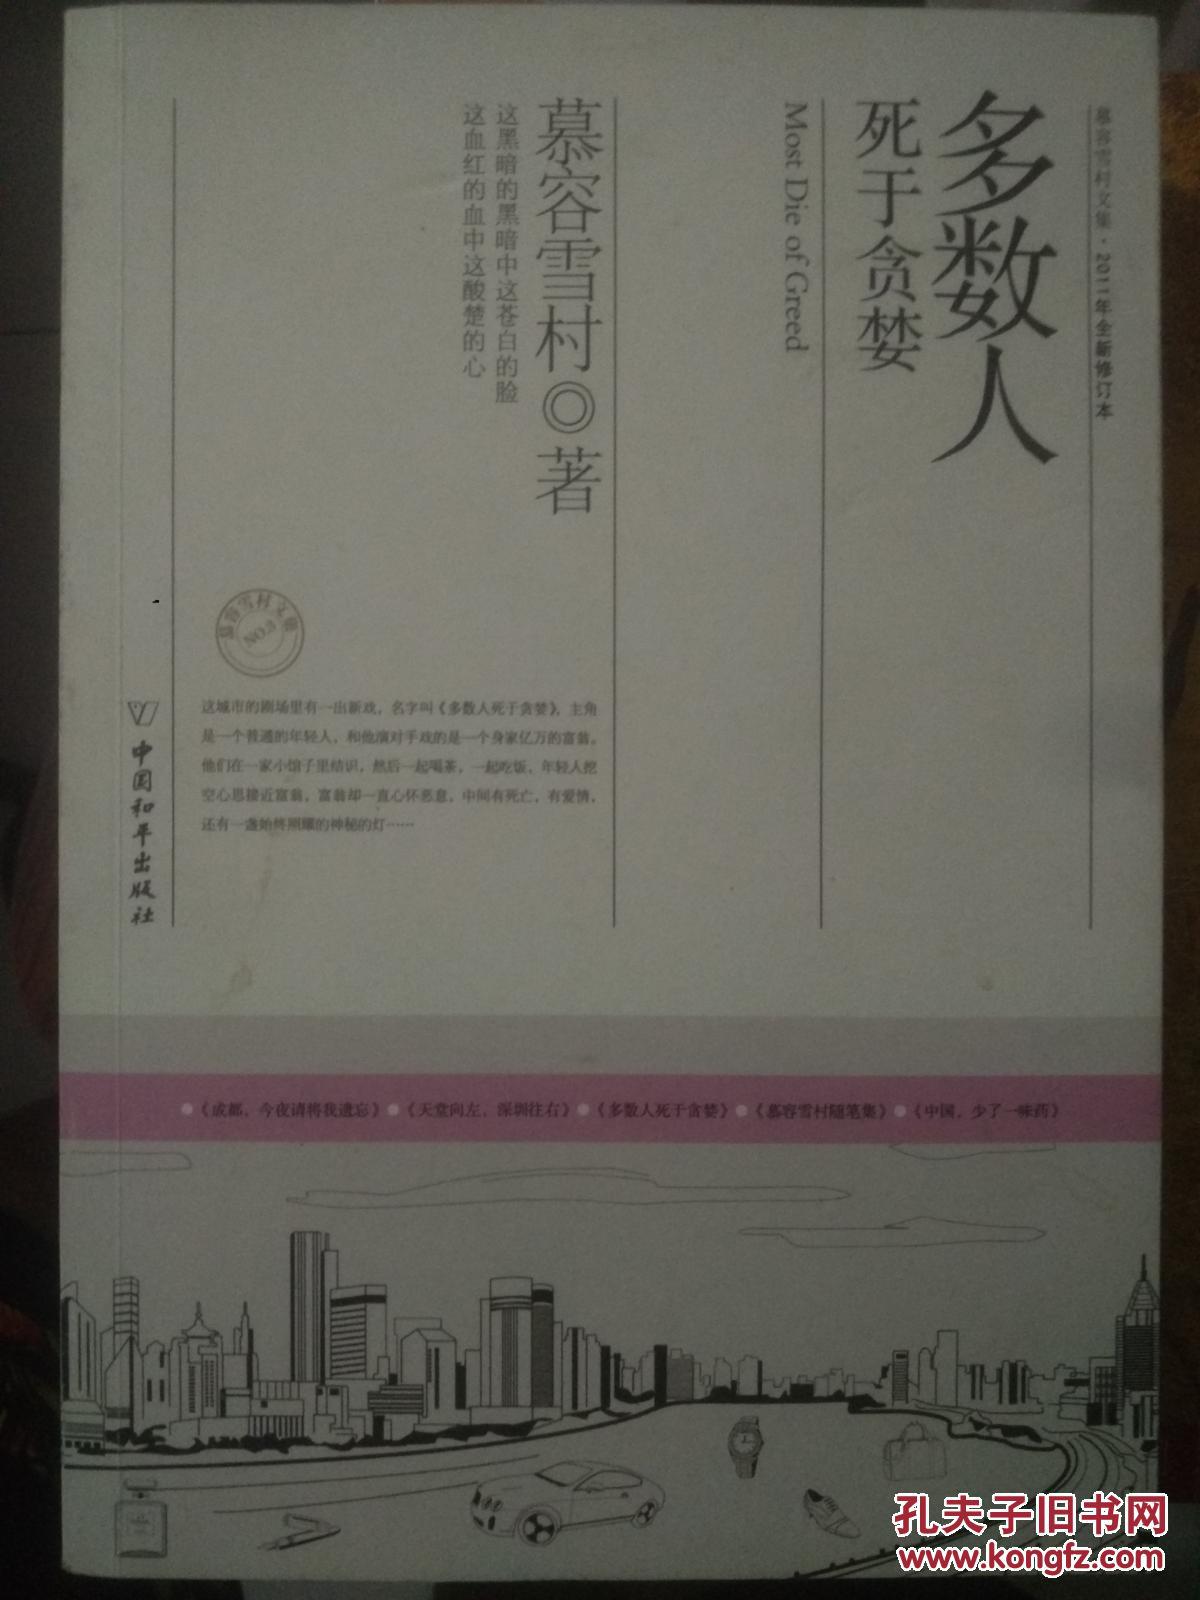 慕容雪村文集·2011年全新修订本
多数人
死于贪婪
Most Die of Greed
慕容雪村◎著
这黑暗的黑暗中这苍白的脸
这血红的血中这酸楚的心
慕容雪村文集
NO.3
这城市的剧场里有一出新戏，名字叫《多数人死于贪婪》，主角
是一个普通的年轻人，和他演对手戏的是一个身家亿万的富翁。
他们在一家小馆子里结识，然后一起喝茶，一起吃饭，年轻人挖
空心思接近富翁，富翁却一直心怀恶意，中间有死亡，有爱情，
还有一盏始终照耀的神秘的灯……
中国和平出版社
●《成都，今夜请将我遗忘》●《天堂向左，深圳往右》●《多数人死于贪婪》●《慕容雪村随笔集》●《中国，少了一味药》
孔夫子旧书网
www.kongfz.com